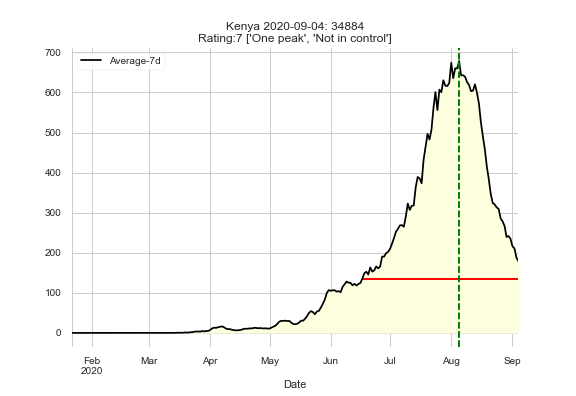 Kenya 2020-09-04: 34884
Rating:7 ['One peak', 'Not in control']
Average-7d
700
600
500
400
300
200
100
0
Feb Mar Apr May Jun Jul Aug Sep
2020
Date